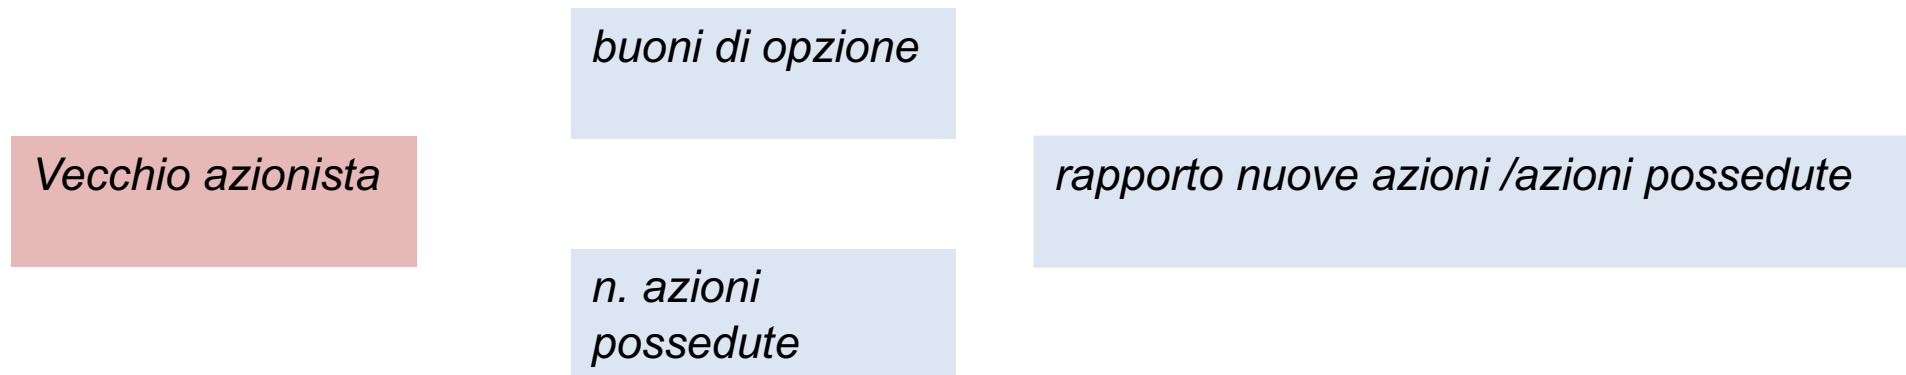 buoni di opzione
Vecchio azionista
rapporto nuove azioni /azioni possedute
n. azioni
possedute